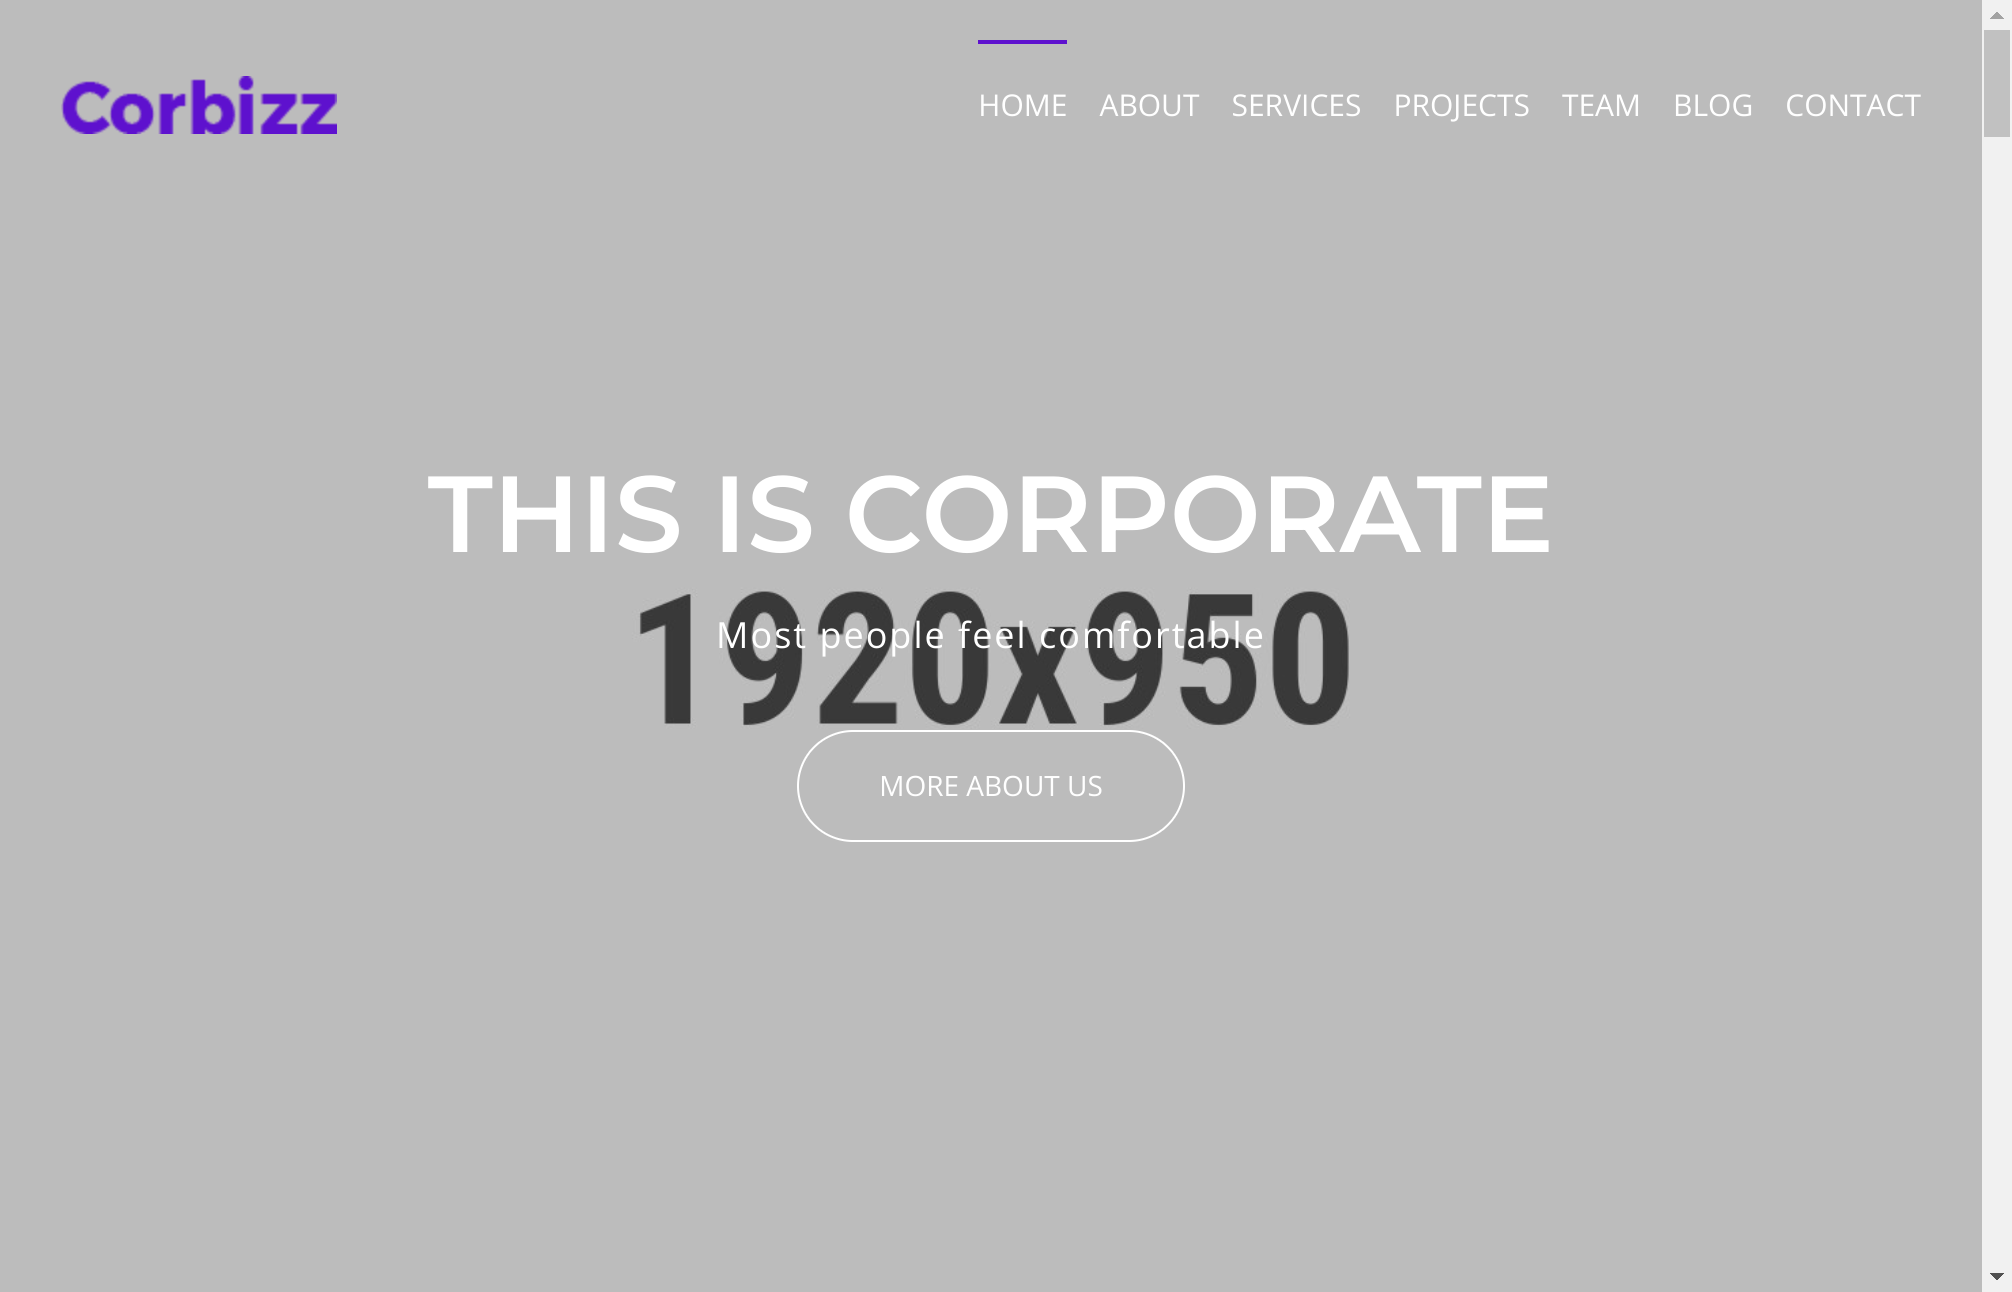 Corbizz
HOME ABOUT SERVICES PROJECTS TEAM BLOG CONTACT
THIS IS CORPORATE
Most people feel comfortable
1920x950
MORE ABOUT US